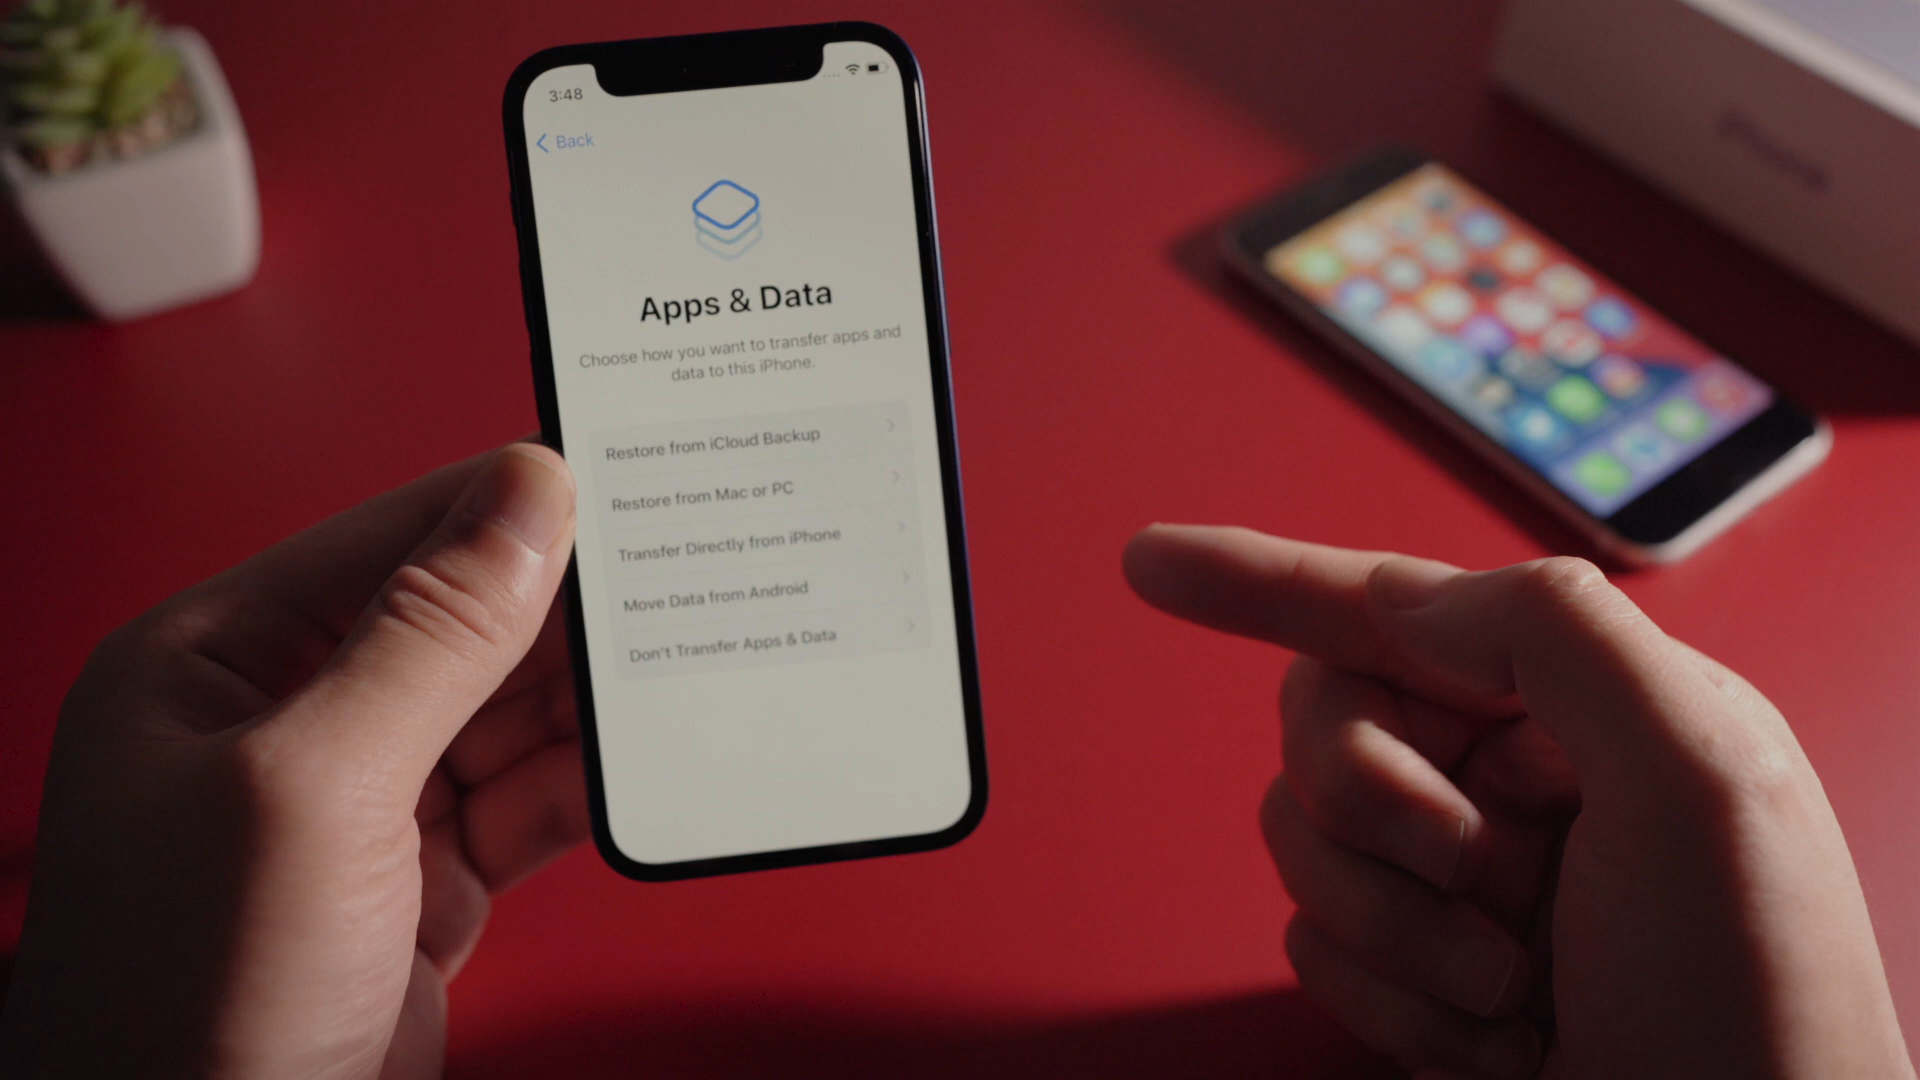 3:48
Back
Apps & Data
Choose how you want to transfer apps and
data to this iPhone.
Restore from iCloud Backup
Restore from Mac or PC
Transfer Directly from iPhone
Move Data from Android
Don't Transfer Apps & Data